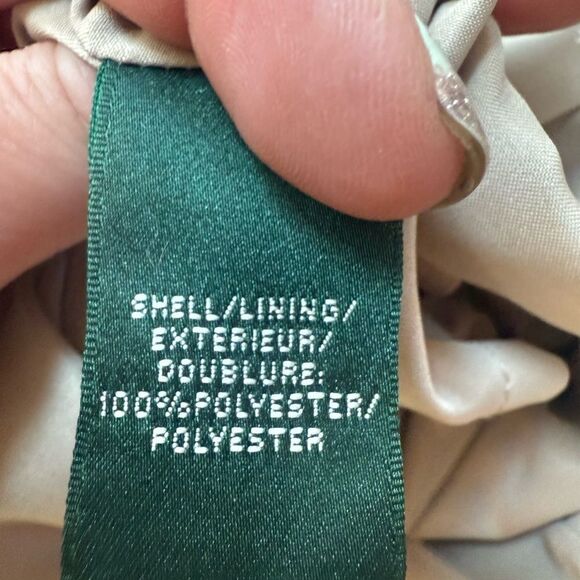 SHELL/LINING/
EXTERIEUR/
DOUBLURE:
100%POLYESTER/
POLYESTER